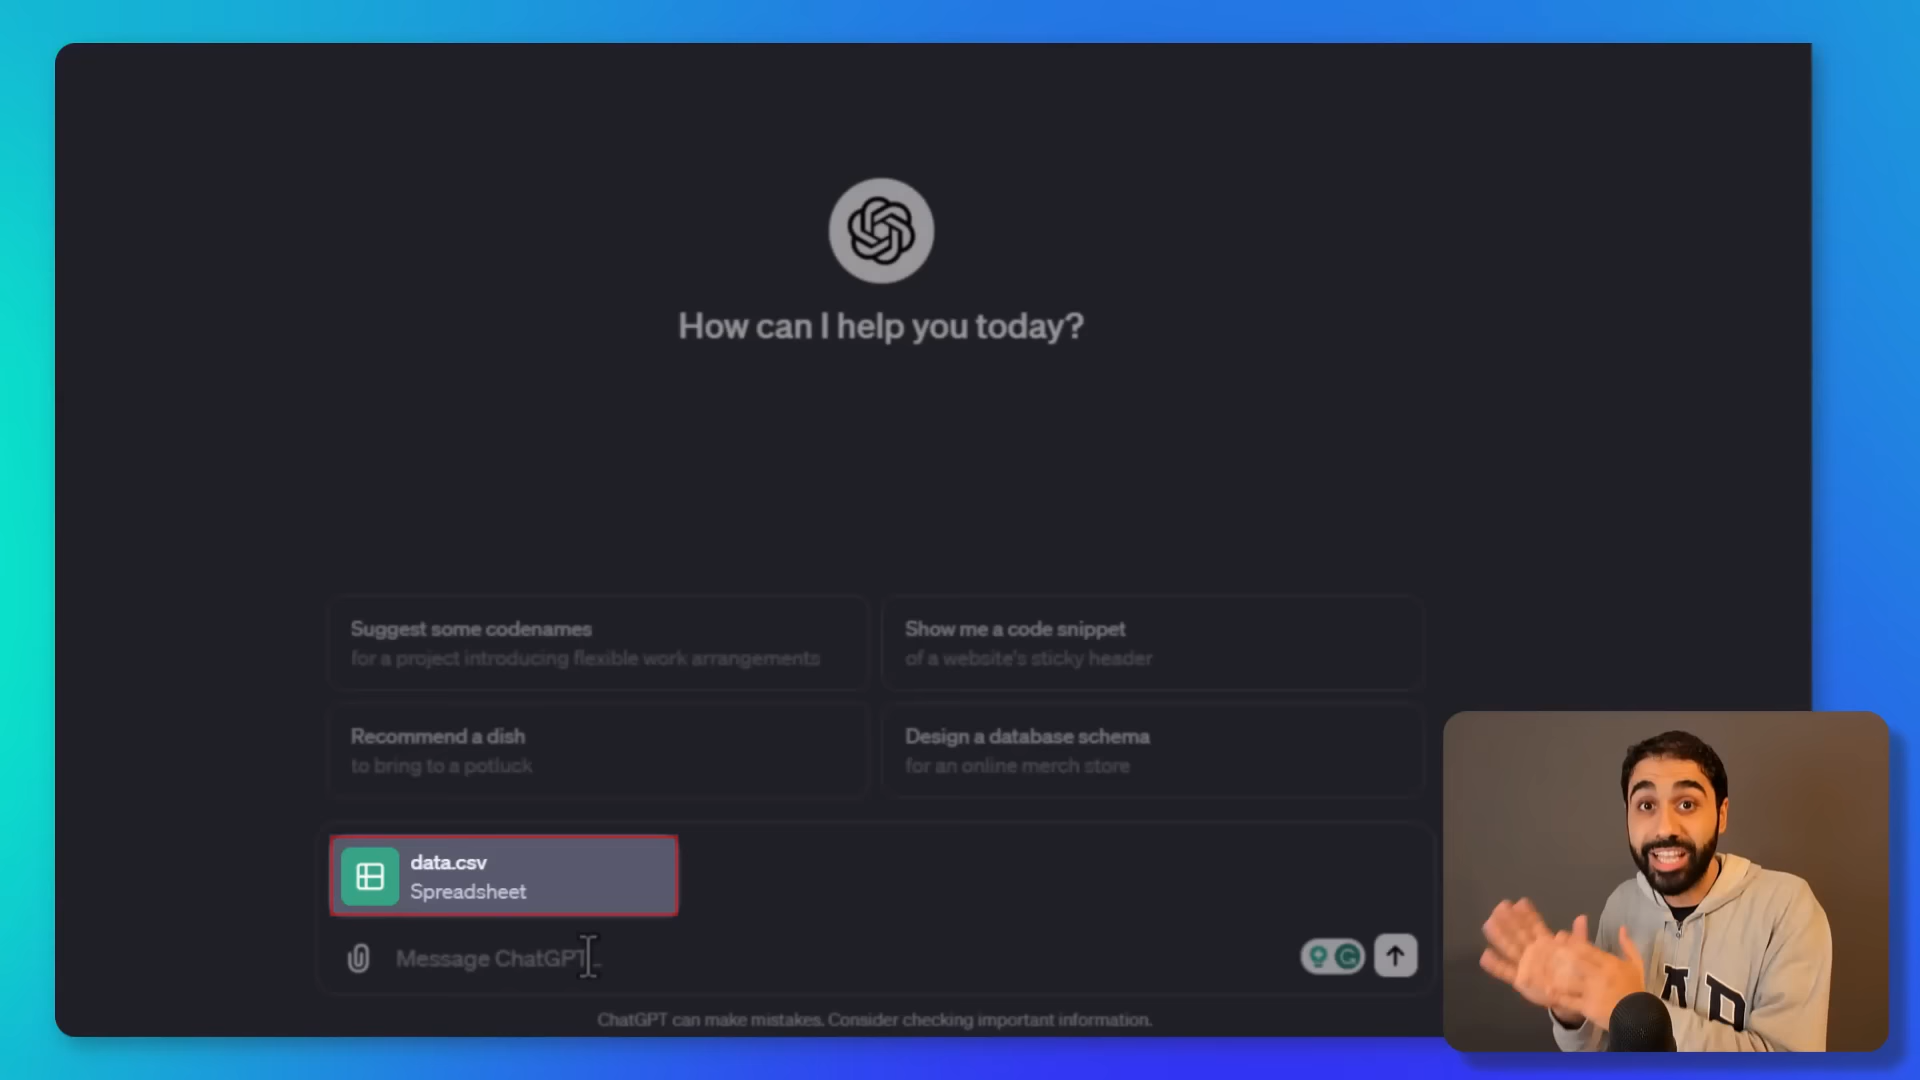 How can I help you today?
Suggest some codenames
for a project introducing flexible work arrangements
Show me a code snippet
of a website's sticky header
Recommend a dish
to bring to a potluck
Design a database schema
for an online merch store
data.csv
Spreadsheet
Message ChatGPT...
ChatGPT can make mistakes. Consider checking important information.